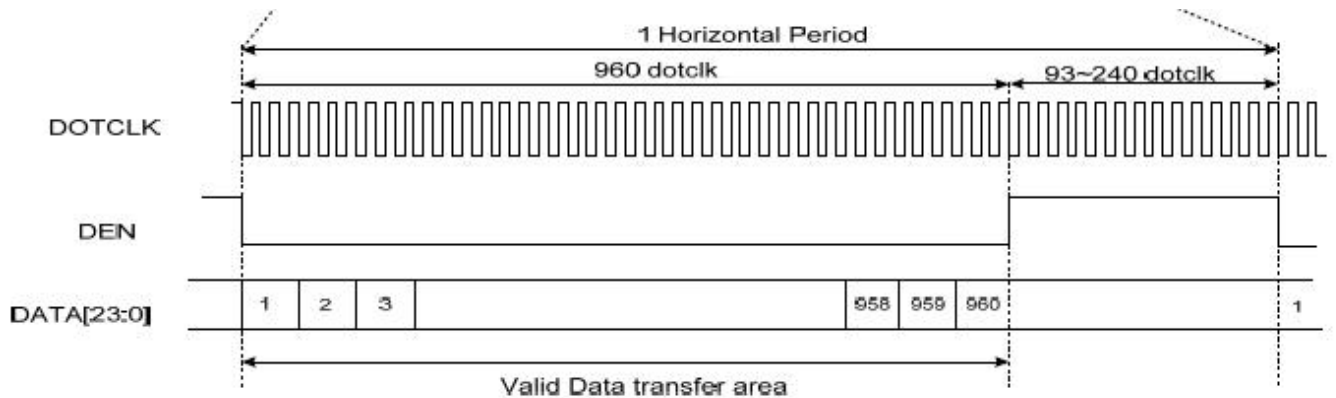 1 Horizontal Period
960 dotclk
93~240 dotclk
DOTCLK
DEN
DATA[23:0]
1 2 3 958 959 960 1
Valid Data transfer area